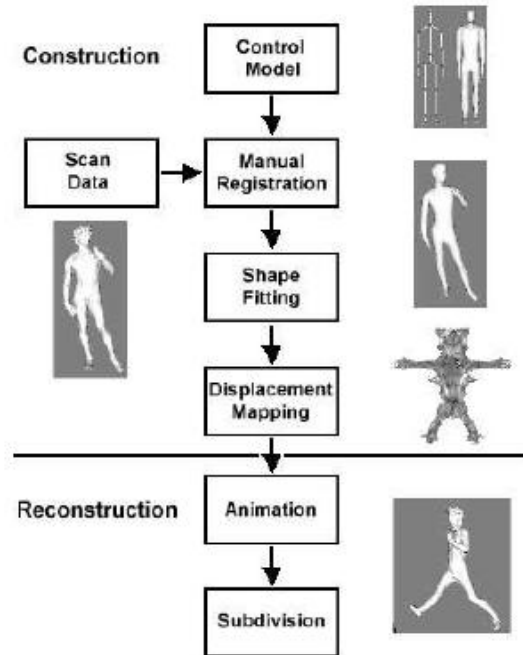 Construction
Control
Model
Scan
Data
Manual
Registration
Shape
Fitting
Displacement
Mapping
Reconstruction
Animation
Subdivision